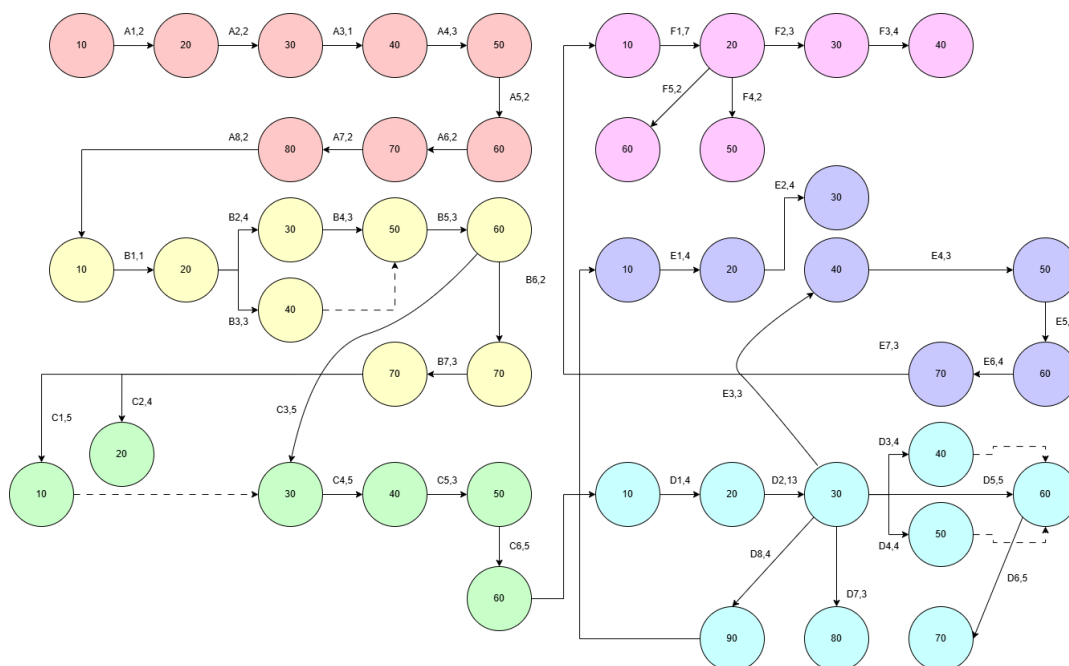 10
A1,2
20
A2,2
30
A3,1
40
A4,3
50
A5,2
80
A7,2
70
A6,2
60
A8,2
10
B1,1
20
B2,4
30
B4,3
50
B5,3
60
B3,3
40
B6,2
70
B7,3
70
C1,5
C2,4
20
C3,5
10
30
C4,5
40
C5,3
50
C6,5
60
10
F1,7
20
F2,3
30
F3,4
40
F5,2
F4,2
60
50
E2,4
30
10
E1,4
20
40
E4,3
50
E5,
E7,3
70
E6,4
60
E3,3
10
D1,4
20
D2,13
30
D3,4
40
D5,5
60
D4,4
50
D8,4
D7,3
D6,5
90
80
70